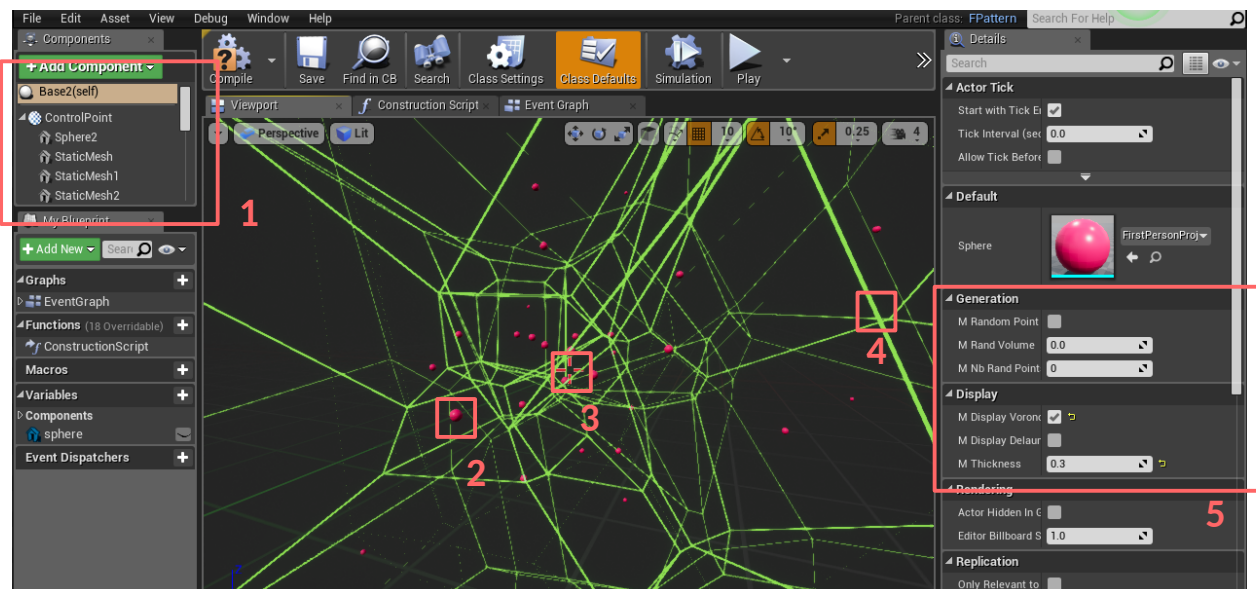 File Edit Asset View Debug Window Help
Parent class: FPattern Search For Help
Components
+ Add Component
Base2(self)
ControlPoint
Sphere2
StaticMesh
StaticMesh1
StaticMesh2
1
My Blueprint
+ Add New
Graphs
EventGraph
Functions (18 Overridable)
ConstructionScript
Macros
Variables
Components
sphere
Event Dispatchers
Compile Save Find in CB Search Class Settings Class Defaults Simulation Play
Viewport Construction Script Event Graph
Perspective Lit 10 10° 0.25 4
2
3
4
Details
Search
Actor Tick
Start with Tick
Tick Interval (sec 0.0
Allow Tick Before
Default
Sphere FirstPersonProj
Generation
M Random Point
M Rand Volume 0.0
M Nb Rand Point 0
Display
M Display Vorono
M Display Delaun
M Thickness 0.3
Rendering
5
Actor Hidden In G
Editor Billboard S 1.0
Replication
Only Relevant to